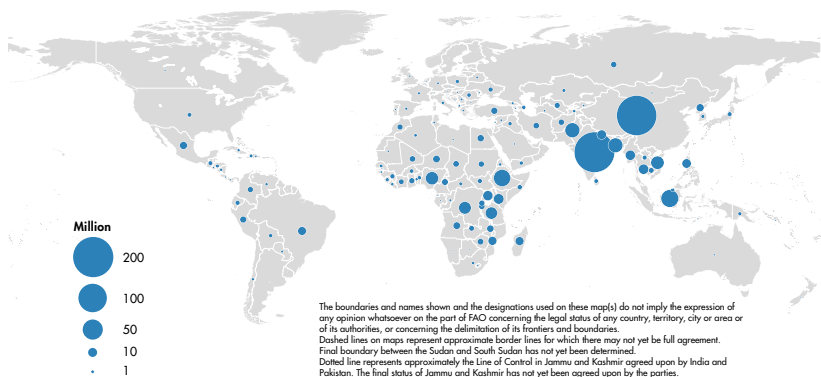 Million
200
100
50
10
1
The boundaries and names shown and the designations used on these map(s) do not imply the expression of
any opinion whatsoever on the part of FAO concerning the legal status of any country, territory, city or area or
of its authorities, or concerning the delimitation of its frontiers and boundaries.
Dashed lines on maps represent approximate border lines for which there may not yet be full agreement.
Final boundary between the Sudan and South Sudan has not yet been determined.
Dotted line represents approximately the Line of Control in Jammu and Kashmir agreed upon by India and
Pakistan. The final status of Jammu and Kashmir has not yet been agreed upon by the parties.